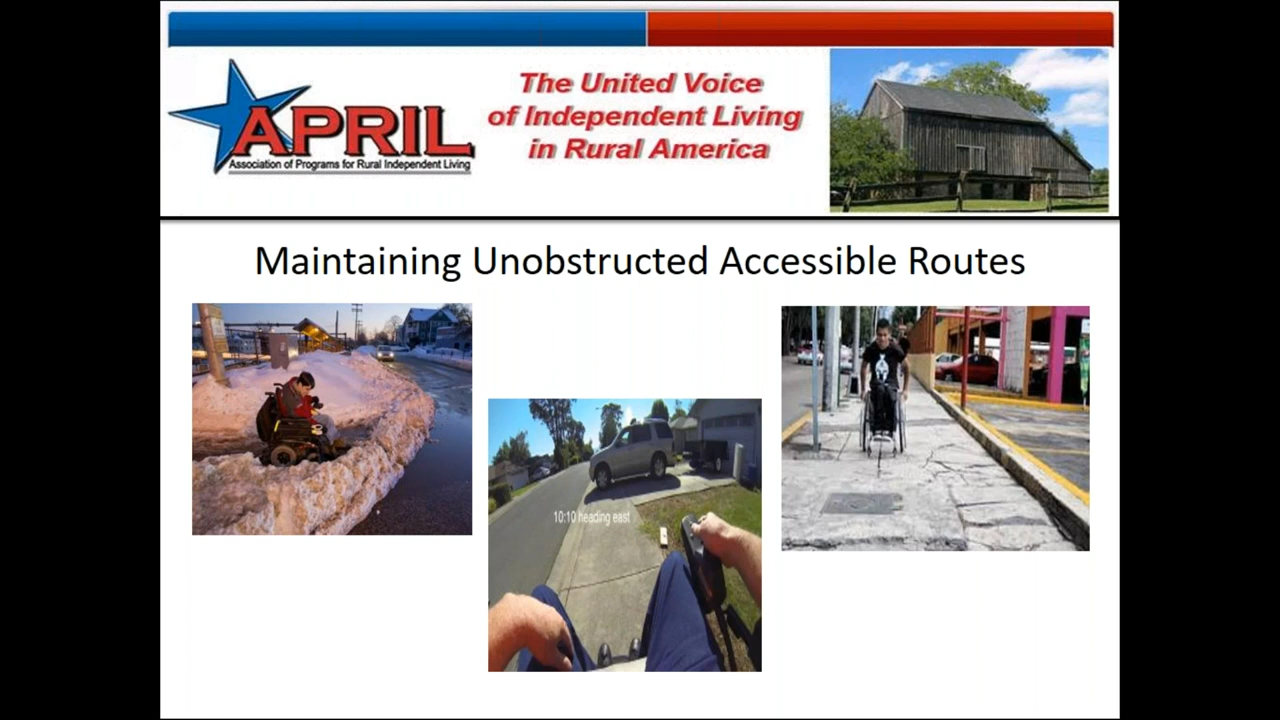 APRIL
Association of Programs for Rural Independent Living
The United Voice
of Independent Living
in Rural America
Maintaining Unobstructed Accessible Routes
10:10 heading east